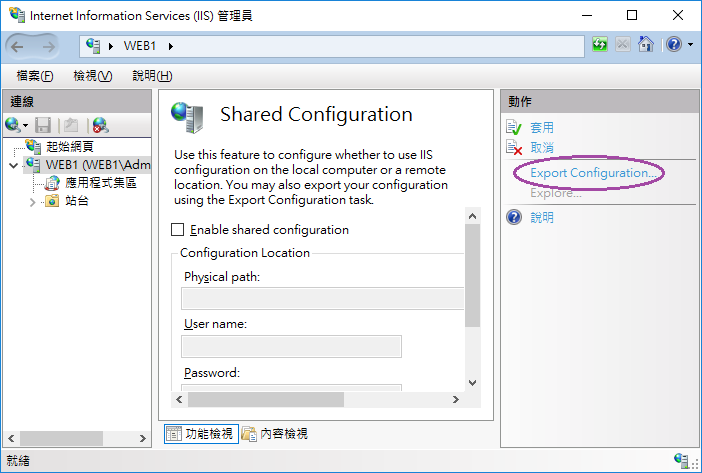 Internet Information Services (IIS) 管理員
WEB1
檔案(F) 檢視(V) 說明(H)
連線
起始網頁
WEB1 (WEB1\Adm
應用程式集區
站台
Shared Configuration
Use this feature to configure whether to use IIS
configuration on the local computer or a remote
location. You may also export your configuration
using the Export Configuration task.
Enable shared configuration
Configuration Location
Physical path:
User name:
Password:
功能檢視 內容檢視
動作
套用
取消
Export Configuration...
Explore...
說明
就緒